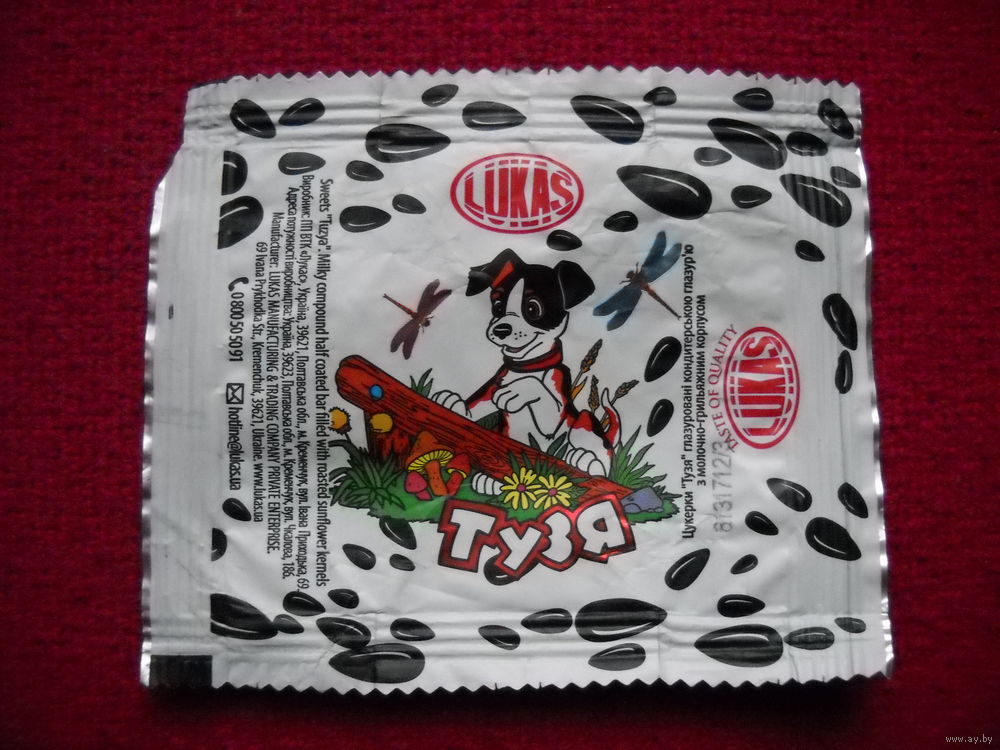 LUKAS
ТУЗЯ
LUKAS
TASTE OF QUALITY
Цукерки "Тузя" глазуровані кондитерською глазур'ю
з молочно-грильяжним корпусом
Sweets "Tuzya". Milky compound half coated bar filled with roasted sunflower kernels
Виробник: ПП ВТК «Лукас», Україна, 39621, Полтавська обл., м. Кременчук, вул. Івана Приходька, 69.
Адреса потужності виробництва: Україна 39623, Полтавська обл., м. Кременчук, вул. Чкалова, 186.
Manufacturer: LUKAS MANUFACTURING & TRADING COMPANY PRIVATE ENTERPRISE.
69 Ivana Prykhodka Str., Kremenchuk, 39621, Ukraine. www.lukas.ua
0 800 50 50 91 hotline@lukas.ua
www.ay.by